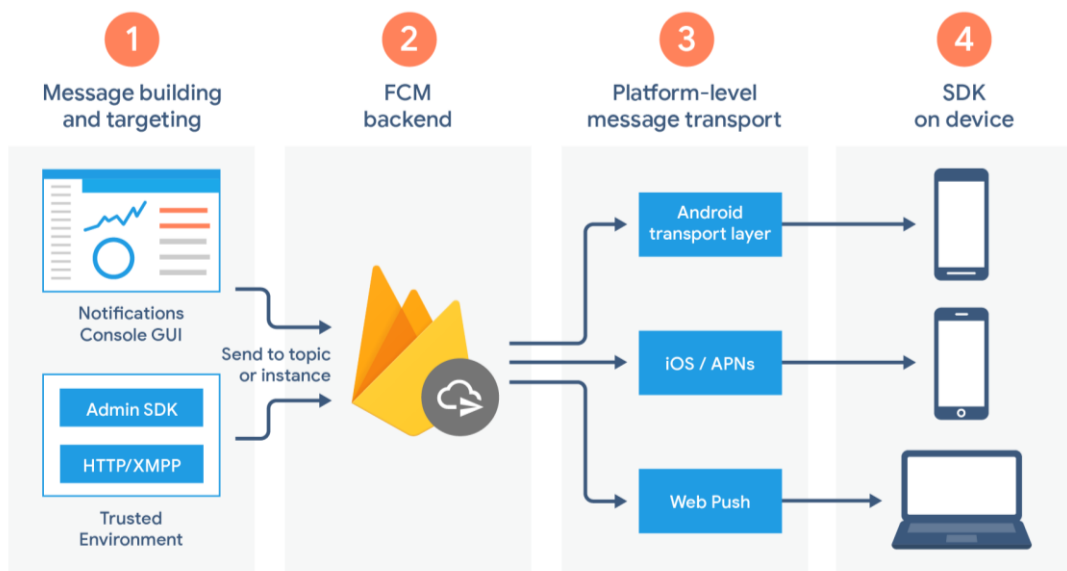 1
Message building
and targeting
2
FCM
backend
3
Platform-level
message transport
4
SDK
on device
Notifications
Console GUI
Send to topic
or instance
Admin SDK
HTTP/XMPP
Trusted
Environment
Android
transport layer
iOS / APNs
Web Push